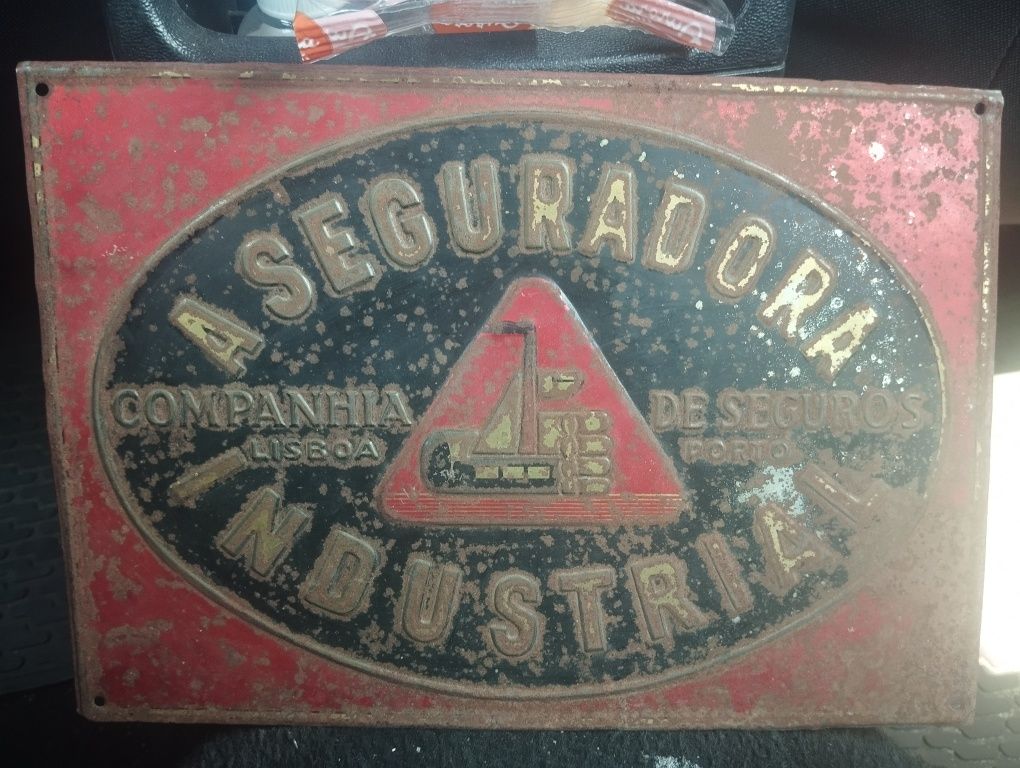 A SEGURADORA
COMPANHIA DE SEGUROS
LISBOA PORTO
INDUSTRIAL